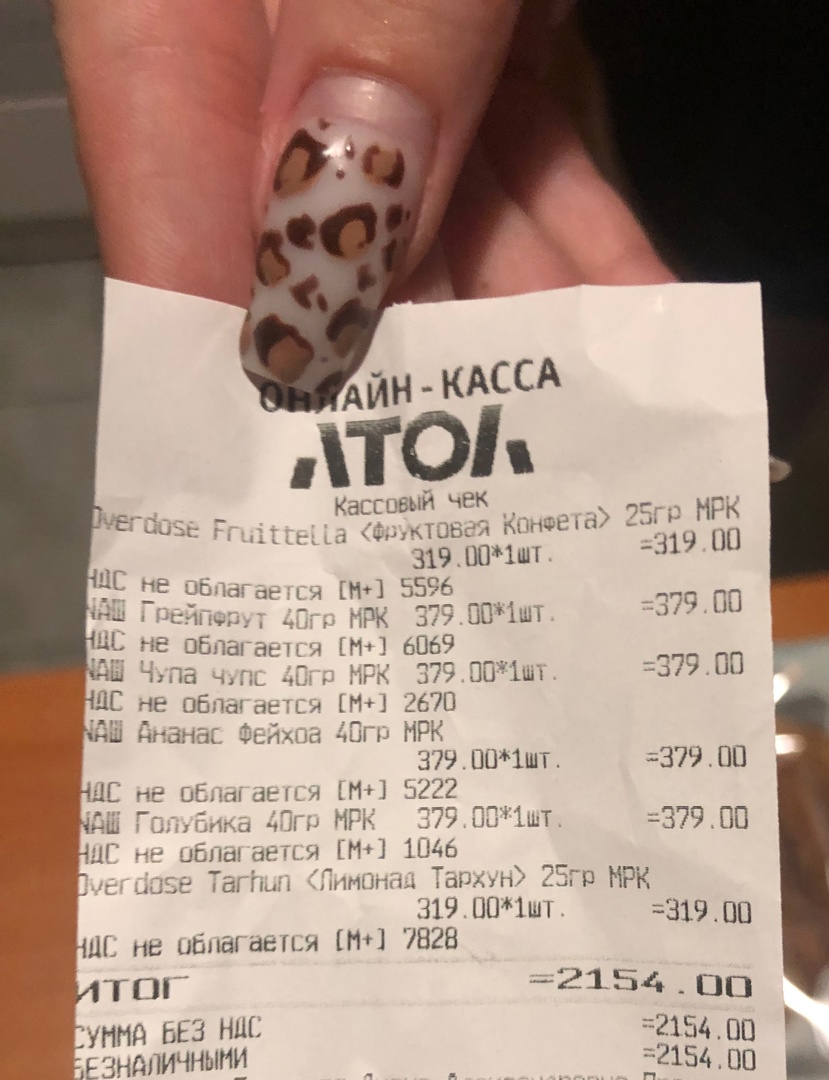 ОНЛАЙН-КАССА
АТОЛ
Кассовый чек
Overdose Fruittella <Фруктовая Конфета> 25гр МРК
319.00*1шт. =319.00
НДС не облагается [М+] 5596
НАШ Грейпфрут 40гр МРК 379.00*1шт. =379.00
НДС не облагается [М+] 6069
НАШ Чупа чупс 40гр МРК 379.00*1шт. =379.00
НДС не облагается [М+] 2670
НАШ Ананас Фейхоа 40гр МРК
379.00*1шт. =379.00
НДС не облагается [М+] 5222
НАШ Голубика 40гр МРК 379.00*1шт. =379.00
НДС не облагается [М+] 1046
Overdose Tarhun <Лимонад Тархун> 25гр МРК
319.00*1шт. =319.00
НДС не облагается [М+] 7828
ИТОГ =2154.00
СУММА БЕЗ НДС =2154.00
БЕЗНАЛИЧНЫМИ =2154.00